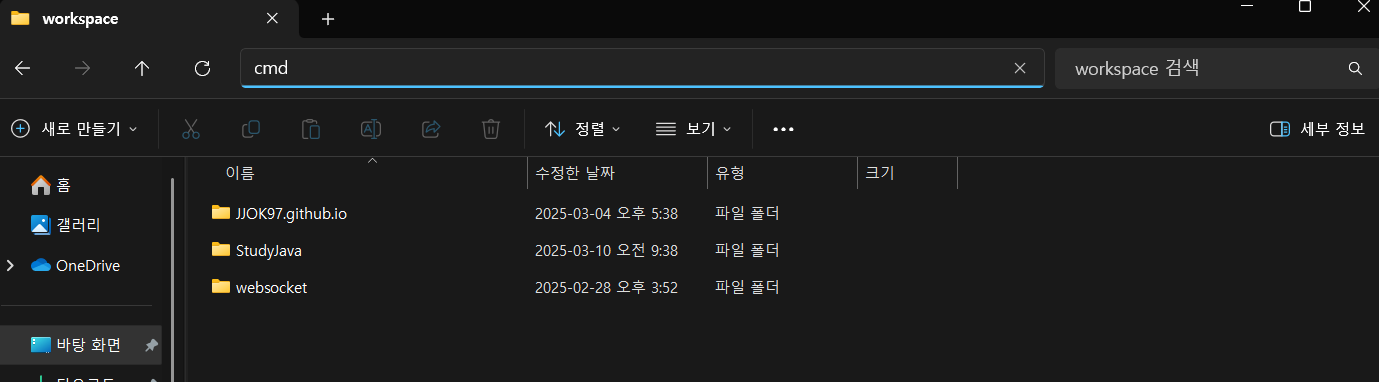 workspace
cmd
workspace 검색
새로 만들기
정렬
보기
세부 정보
이름 수정한 날짜 유형 크기
홈
갤러리
OneDrive
바탕 화면
JJOK97.github.io 2025-03-04 오후 5:38 파일 폴더
StudyJava 2025-03-10 오전 9:38 파일 폴더
websocket 2025-02-28 오후 3:52 파일 폴더